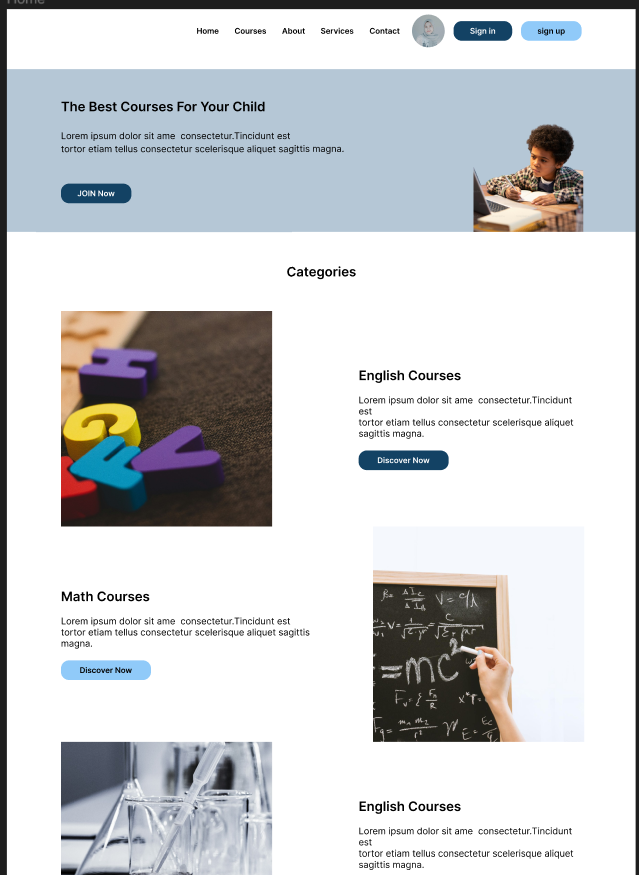 Home
Home Courses About Services Contact Sign in sign up
The Best Courses For Your Child
Lorem ipsum dolor sit ame  consectetur.Tincidunt est
tortor etiam tellus consectetur scelerisque aliquet sagittis magna.
JOIN Now
Categories
English Courses
Lorem ipsum dolor sit ame  consectetur.Tincidunt
est
tortor etiam tellus consectetur scelerisque aliquet
sagittis magna.
Discover Now
=mc²
Math Courses
Lorem ipsum dolor sit ame  consectetur.Tincidunt est
tortor etiam tellus consectetur scelerisque aliquet sagittis
magna.
Discover Now
English Courses
Lorem ipsum dolor sit ame  consectetur.Tincidunt
est
tortor etiam tellus consectetur scelerisque aliquet
sagittis magna.